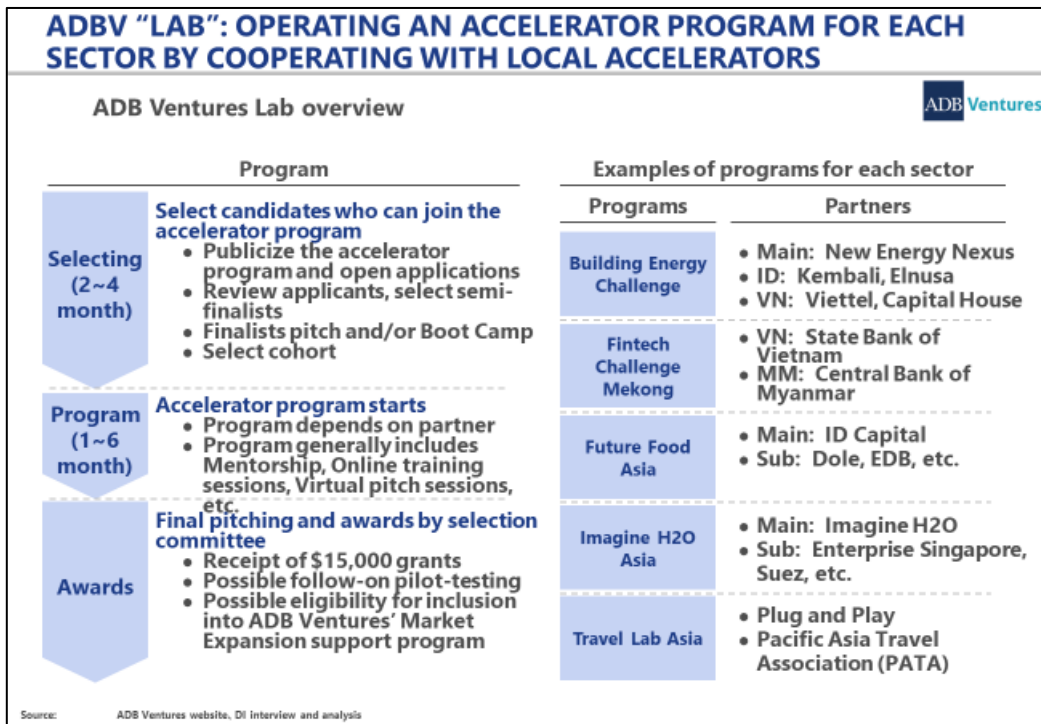 ADBV “LAB”: OPERATING AN ACCELERATOR PROGRAM FOR EACH
SECTOR BY COOPERATING WITH LOCAL ACCELERATORS
ADB Ventures Lab overview
ADB Ventures
Program
Selecting
(2~4
month)
Select candidates who can join the
accelerator program
• Publicize the accelerator
program and open applications
• Review applicants, select semi-
finalists
• Finalists pitch and/or Boot Camp
• Select cohort
Program
(1~6
month)
Accelerator program starts
• Program depends on partner
• Program generally includes
Mentorship, Online training
sessions, Virtual pitch sessions,
etc.
Awards
Final pitching and awards by selection
committee
• Receipt of $15,000 grants
• Possible follow-on pilot-testing
• Possible eligibility for inclusion
into ADB Ventures’ Market
Expansion support program
Examples of programs for each sector
Programs
Partners
Building Energy
Challenge
• Main: New Energy Nexus
• ID: Kembali, Elnusa
• VN: Viettel, Capital House
Fintech
Challenge
Mekong
• VN: State Bank of
Vietnam
• MM: Central Bank of
Myanmar
Future Food
Asia
• Main: ID Capital
• Sub: Dole, EDB, etc.
Imagine H2O
Asia
• Main: Imagine H2O
• Sub: Enterprise Singapore,
Suez, etc.
Travel Lab Asia
• Plug and Play
• Pacific Asia Travel
Association (PATA)
Source: ADB Ventures website, DI interview and analysis